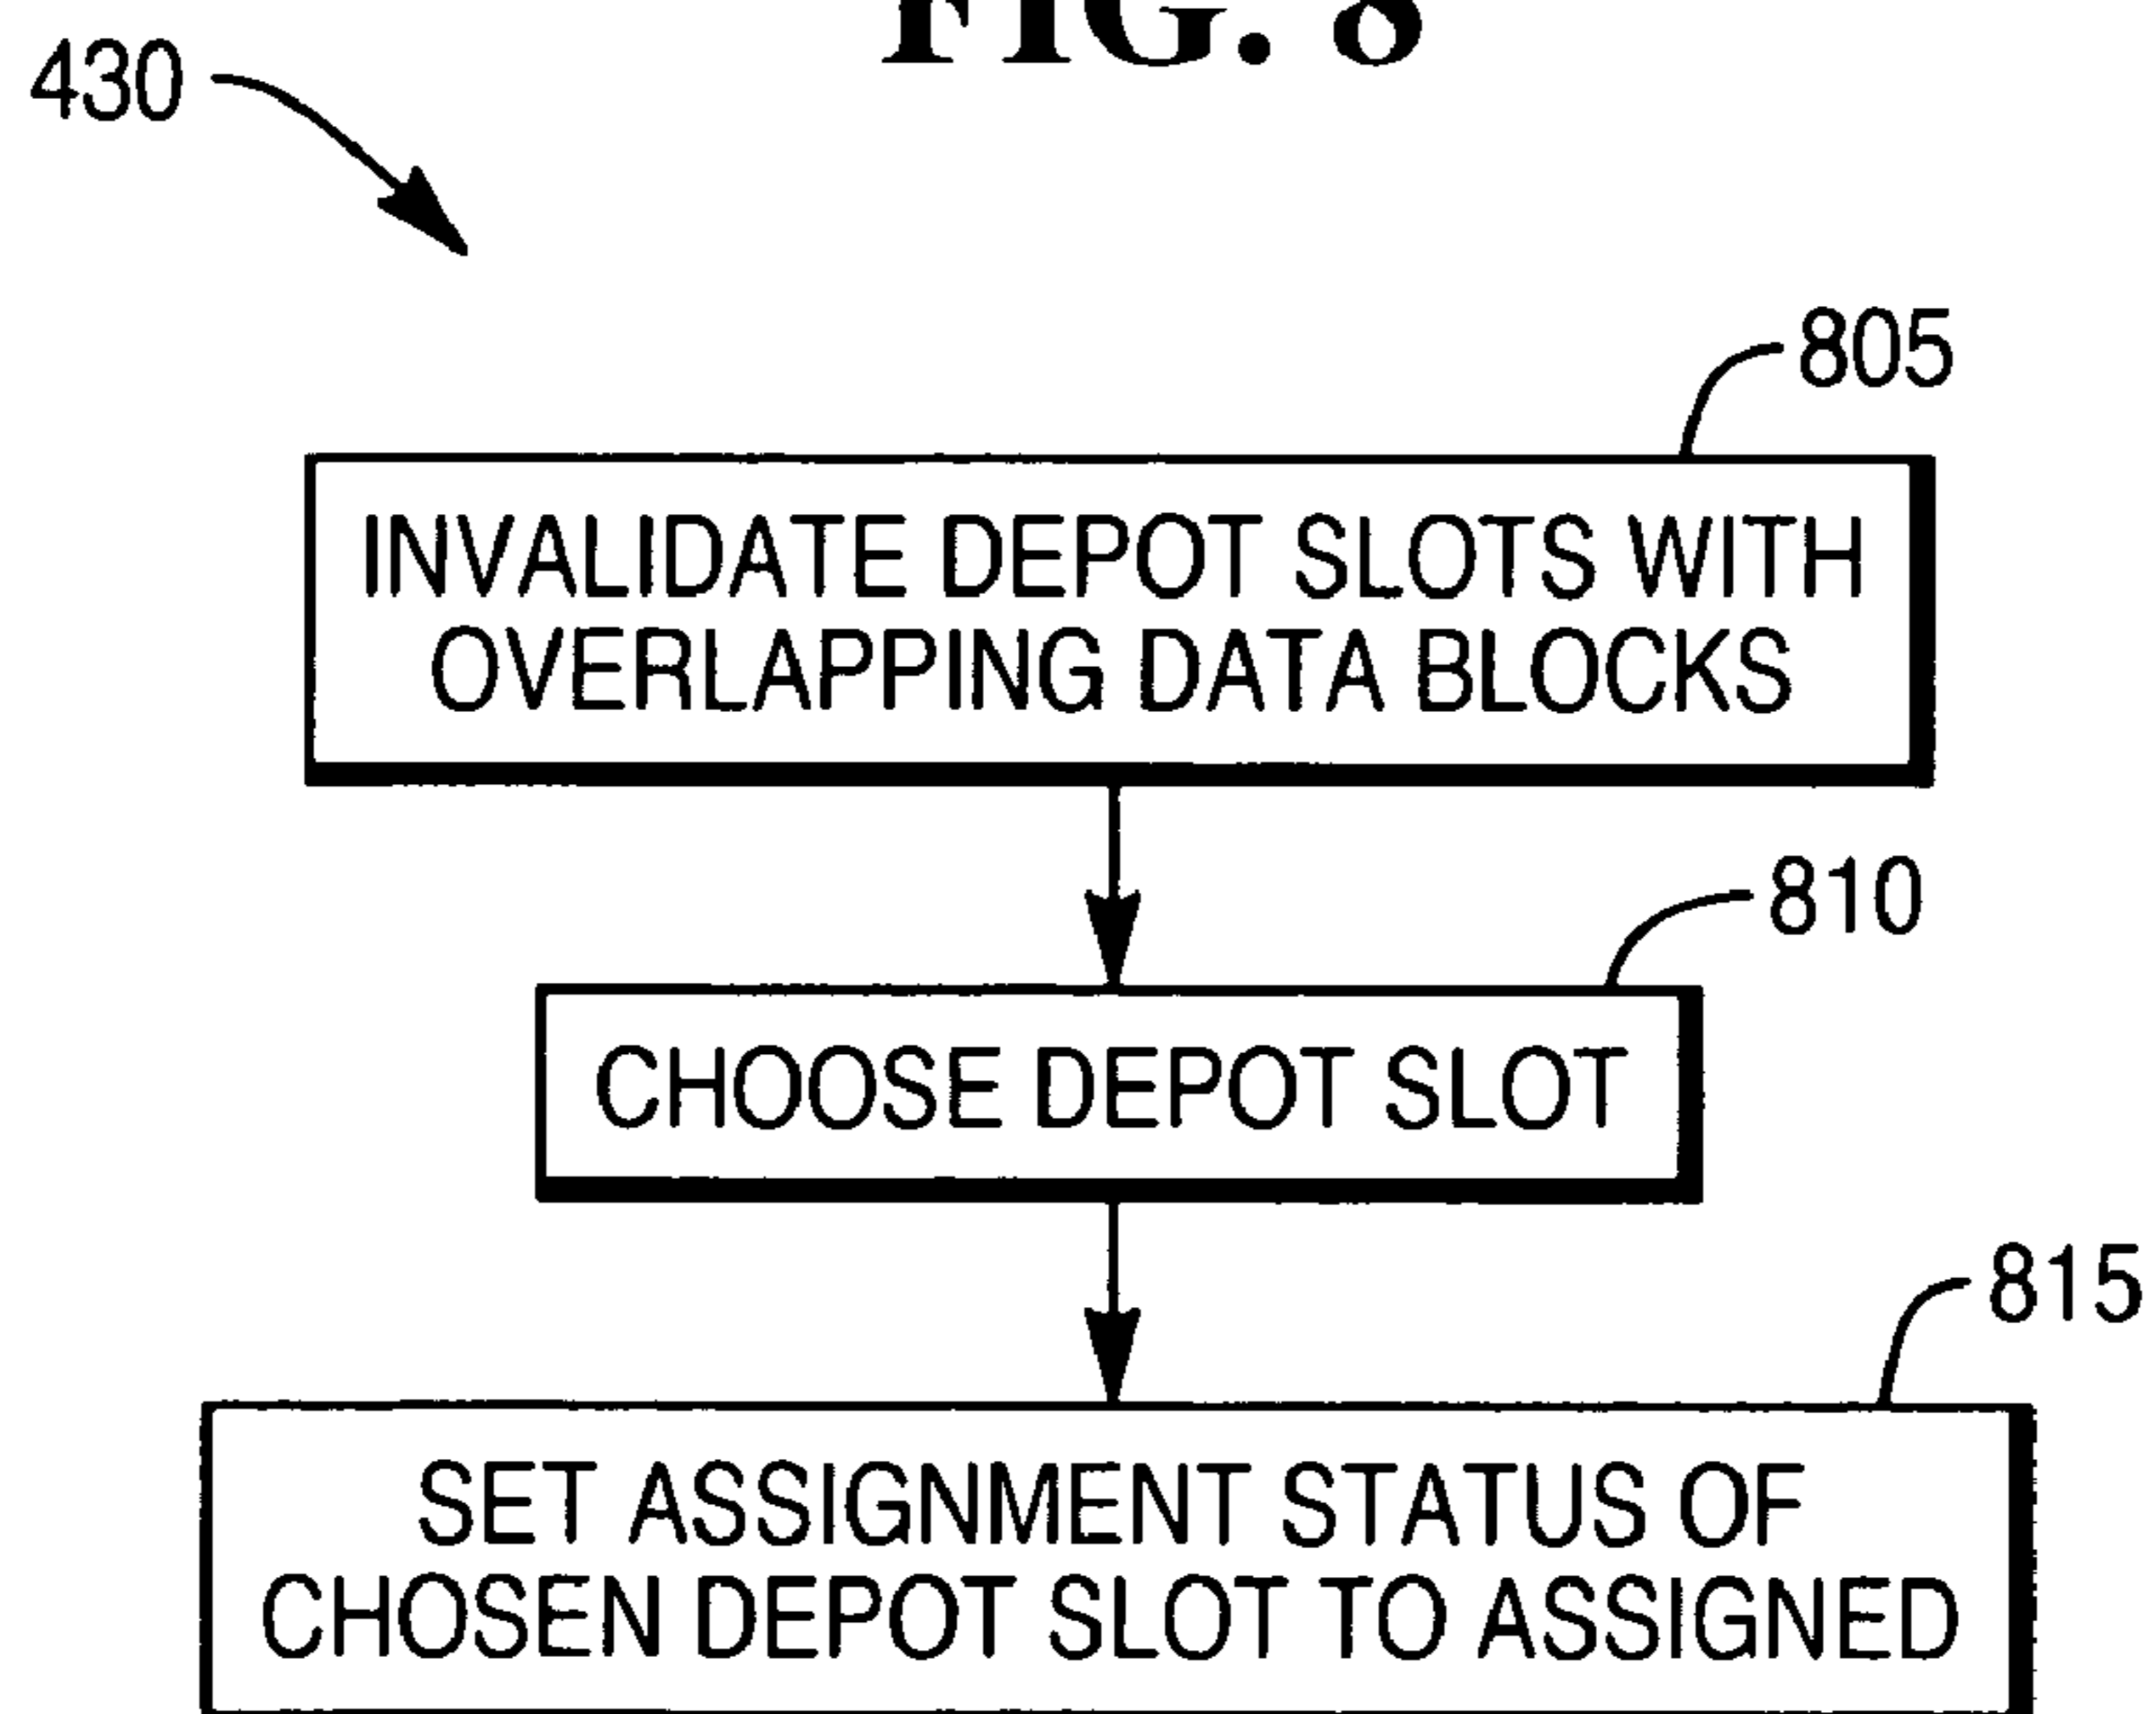 FIG. 8
430
805
INVALIDATE DEPOT SLOTS WITH
OVERLAPPING DATA BLOCKS
810
CHOOSE DEPOT SLOT
815
SET ASSIGNMENT STATUS OF
CHOSEN DEPOT SLOT TO ASSIGNED